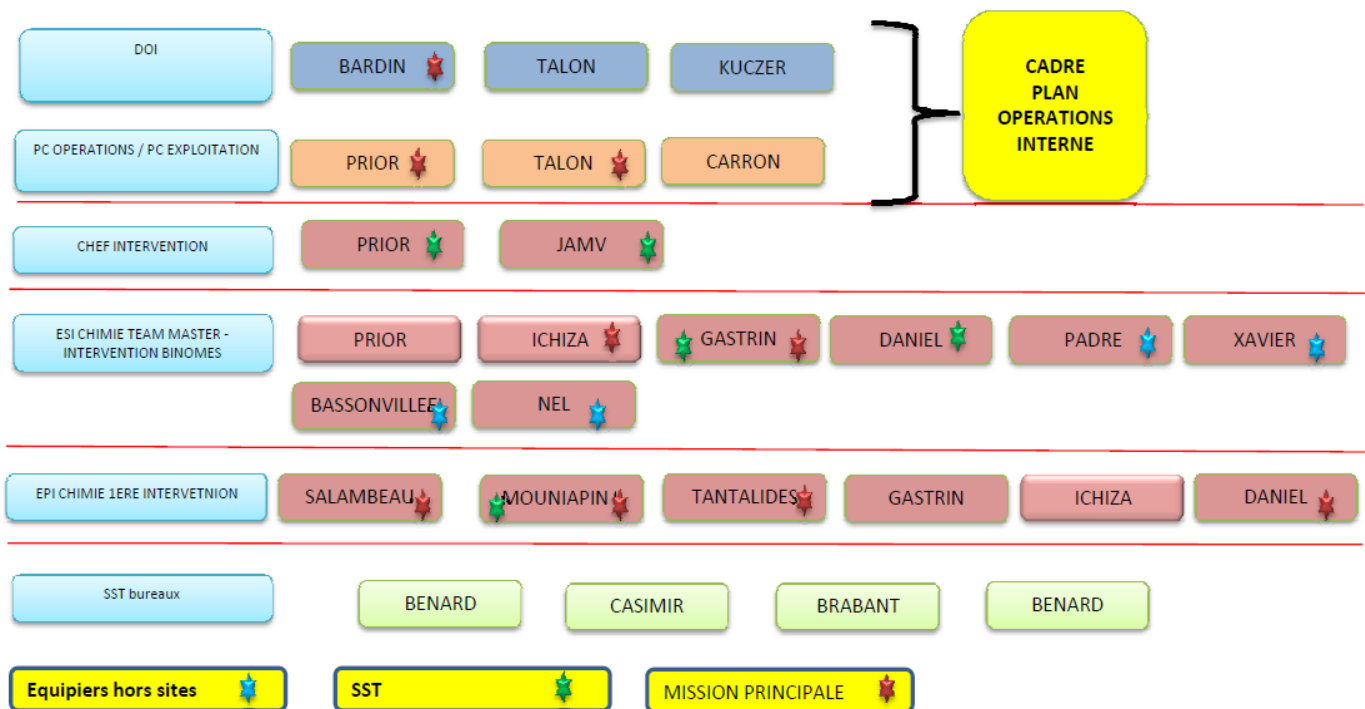 DOI
BARDIN
TALON
KUCZER
CADRE
PLAN
OPERATIONS
INTERNE
PC OPERATIONS / PC EXPLOITATION
PRIOR
TALON
CARRON
CHEF INTERVENTION
PRIOR
JAMV
ESI CHIMIE TEAM MASTER -
INTERVENTION BINOMES
PRIOR
ICHIZA
GASTRIN
DANIEL
PADRE
XAVIER
BASSONVILLEE
NEL
EPI CHIMIE 1ERE INTERVETNION
SALAMBEAU
MOUNIAPIN
TANTALIDES
GASTRIN
ICHIZA
DANIEL
SST bureaux
BENARD
CASIMIR
BRABANT
BENARD
Equipiers hors sites
SST
MISSION PRINCIPALE